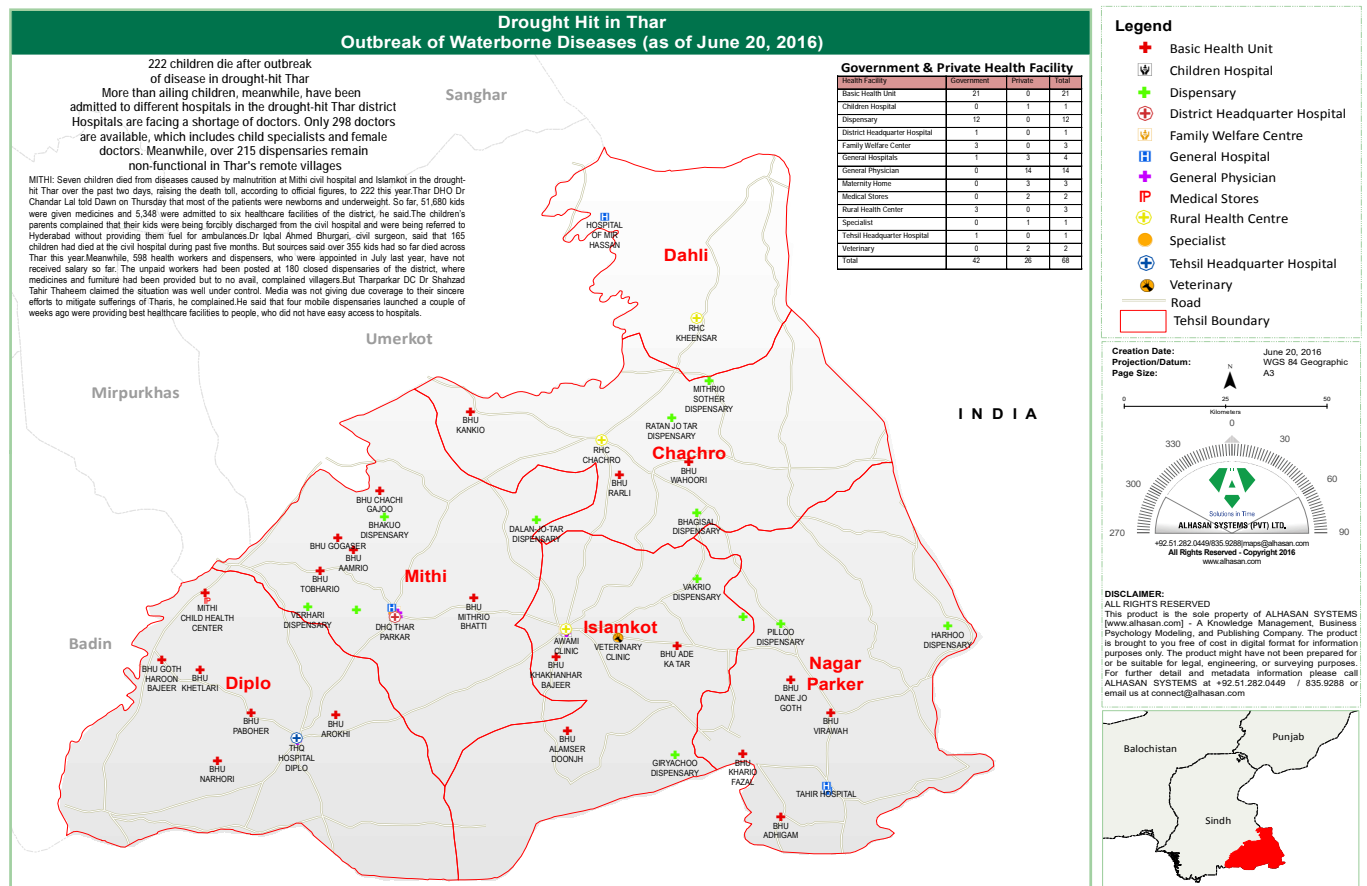 Drought Hit in Thar
Outbreak of Waterborne Diseases (as of June 20, 2016)
222 children die after outbreak
of disease in drought-hit Thar
More than ailing children, meanwhile, have been
admitted to different hospitals in the drought-hit Thar district
Hospitals are facing a shortage of doctors. Only 298 doctors
are available, which includes child specialists and female
doctors. Meanwhile, over 215 dispensaries remain
non-functional in Thar's remote villages
MITHI: Seven children died from diseases caused by malnutrition at Mithi civil hospital and Islamkot in the drought-
hit Thar over the past two days, raising the death toll, according to official figures, to 222 this year.Thar DHO Dr
Chandar Lal told Dawn on Thursday that most of the patients were newborns and underweight. So far, 51,680 kids
were given medicines and 5,348 were admitted to six healthcare facilities of the district, he said.The children's
parents complained that their kids were being forcibly discharged from the civil hospital and were being referred to
Hyderabad without providing them fuel for ambulances.Dr Iqbal Ahmed Bhurgari, civil surgeon, said that 165
children had died at the civil hospital during past five months. But sources said over 355 kids had so far died across
Thar this year.Meanwhile, 598 health workers and dispensers, who were appointed in July last year, have not
received salary so far. The unpaid workers had been posted at 180 closed dispensaries of the district, where
medicines and furniture had been provided but to no avail, complained villagers.But Tharparkar DC Dr Shahzad
Tahir Thaheem claimed the situation was well under control. Media was not giving due coverage to their sincere
efforts to mitigate sufferings of Tharis, he complained.He said that four mobile dispensaries launched a couple of
weeks ago were providing best healthcare facilities to people, who did not have easy access to hospitals.
Government & Private Health Facility
Health Facility Government Private Total
Basic Health Unit 21 0 21
Children Hospital 0 1 1
Dispensary 12 0 12
District Headquarter Hospital 1 0 1
Family Welfare Center 3 0 3
General Hospitals 1 3 4
General Physician 0 14 14
Maternity Home 0 3 3
Medical Stores 0 2 2
Rural Health Center 3 0 3
Specialist 0 1 1
Tehsil Headquarter Hospital 1 0 1
Veterinary 0 2 2
Total 42 26 68
Sanghar
Umerkot
Mirpurkhas
Badin
INDIA
HOSPITAL
OF MIR
HASSAN
Dahli
RHC
KHEENSAR
MITHRIO
SOTHER
DISPENSARY
BHU
KANKIO
RATAN JO TAR
DISPENSARY
RHC
CHACHRO
Chachro
BHU
WAHOORI
BHU
RARLI
BHU CHACHI
GAJOO
BHAKUO
DISPENSARY
DALAN-JO-TAR
DISPENSARY
BHAGISAL
DISPENSARY
BHU GOGASER
BHU
AAMRIO
BHU
TOBHARIO
Mithi
VAKRIO
DISPENSARY
MITHI
CHILD HEALTH
CENTER
VERHARI
DISPENSARY
DHQ THAR
PARKAR
BHU
MITHRIO
BHATTI
Islamkot
AWAMI
CLINIC
VETERINARY
CLINIC
BHU ADE
KA TAR
PILLOO
DISPENSARY
HARHOO
DISPENSARY
BHU
KHAKHANHAR
BAJEER
BHU GOTH
HAROON
BAJEER
BHU
KHETLARI
Diplo
Nagar
Parker
BHU
DANE JO
GOTH
BHU
PABOHER
BHU
AROKHI
BHU
VIRAWAH
THQ
HOSPITAL
DIPLO
BHU
ALAMSER
DOONJH
BHU
NARHORI
GIRYACHOO
DISPENSARY
BHU
KHARIO
FAZAL
TAHIR HOSPITAL
BHU
ADHIGAM
Legend
Basic Health Unit
Children Hospital
Dispensary
District Headquarter Hospital
Family Welfare Centre
H General Hospital
General Physician
Medical Stores
Rural Health Centre
Specialist
Tehsil Headquarter Hospital
Veterinary
Road
Tehsil Boundary
Creation Date: June 20, 2016
Projection/Datum: WGS 84 Geographic
Page Size: A3
N
0 25 50
Kilometers
0
330 30
300 60
270 90
Solutions in Time
ALHASAN SYSTEMS (PVT) LTD.
+92.51.282.0449/835.9288|maps@alhasan.com
All Rights Reserved - Copyright 2016
www.alhasan.com
DISCLAIMER:
ALL RIGHTS RESERVED
This product is the sole property of ALHASAN SYSTEMS
[www.alhasan.com] - A Knowledge Management, Business
Psychology Modeling, and Publishing Company. The product
is brought to you free of cost in digital format for information
purposes only. The product might have not been prepared for
or be suitable for legal, engineering, or surveying purposes.
For further detail and metadata information please call
ALHASAN SYSTEMS at +92.51.282.0449 / 835.9288 or
email us at connect@alhasan.com
Balochistan
Punjab
Sindh